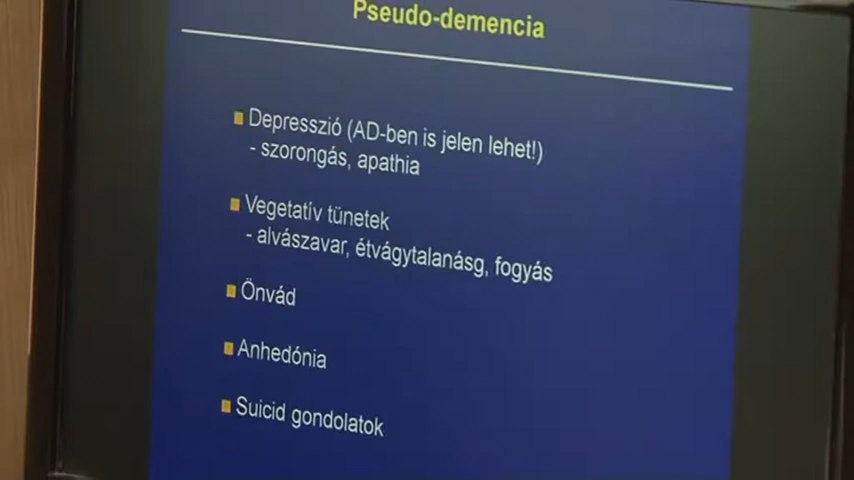 Pseudo-demencia
Depresszió (AD-ben is jelen lehet!)
- szorongás, apathia
Vegetatív tünetek
- alvászavar, étvágytalanásg, fogyás
Önvád
Anhedónia
Suicid gondolatok